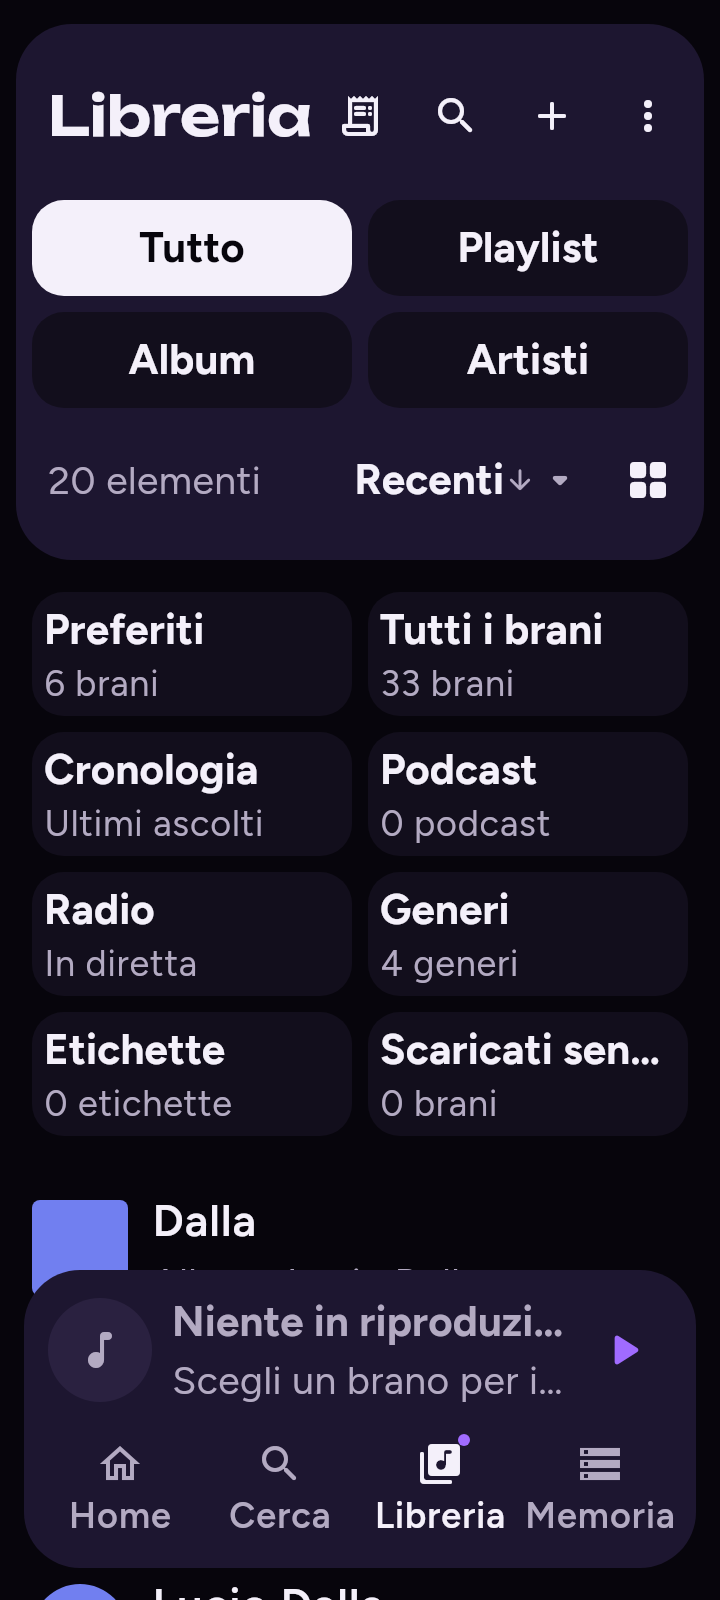 Libreria
Tutto
Playlist
Album
Artisti
20 elementi
Recenti
Preferiti
6 brani
Tutti i brani
33 brani
Cronologia
Ultimi ascolti
Podcast
0 podcast
Radio
In diretta
Generi
4 generi
Etichette
0 etichette
Scaricati sen...
0 brani
Dalla
Niente in riproduzi...
Scegli un brano per i...
Home
Cerca
Libreria
Memoria
Lucio Dalla